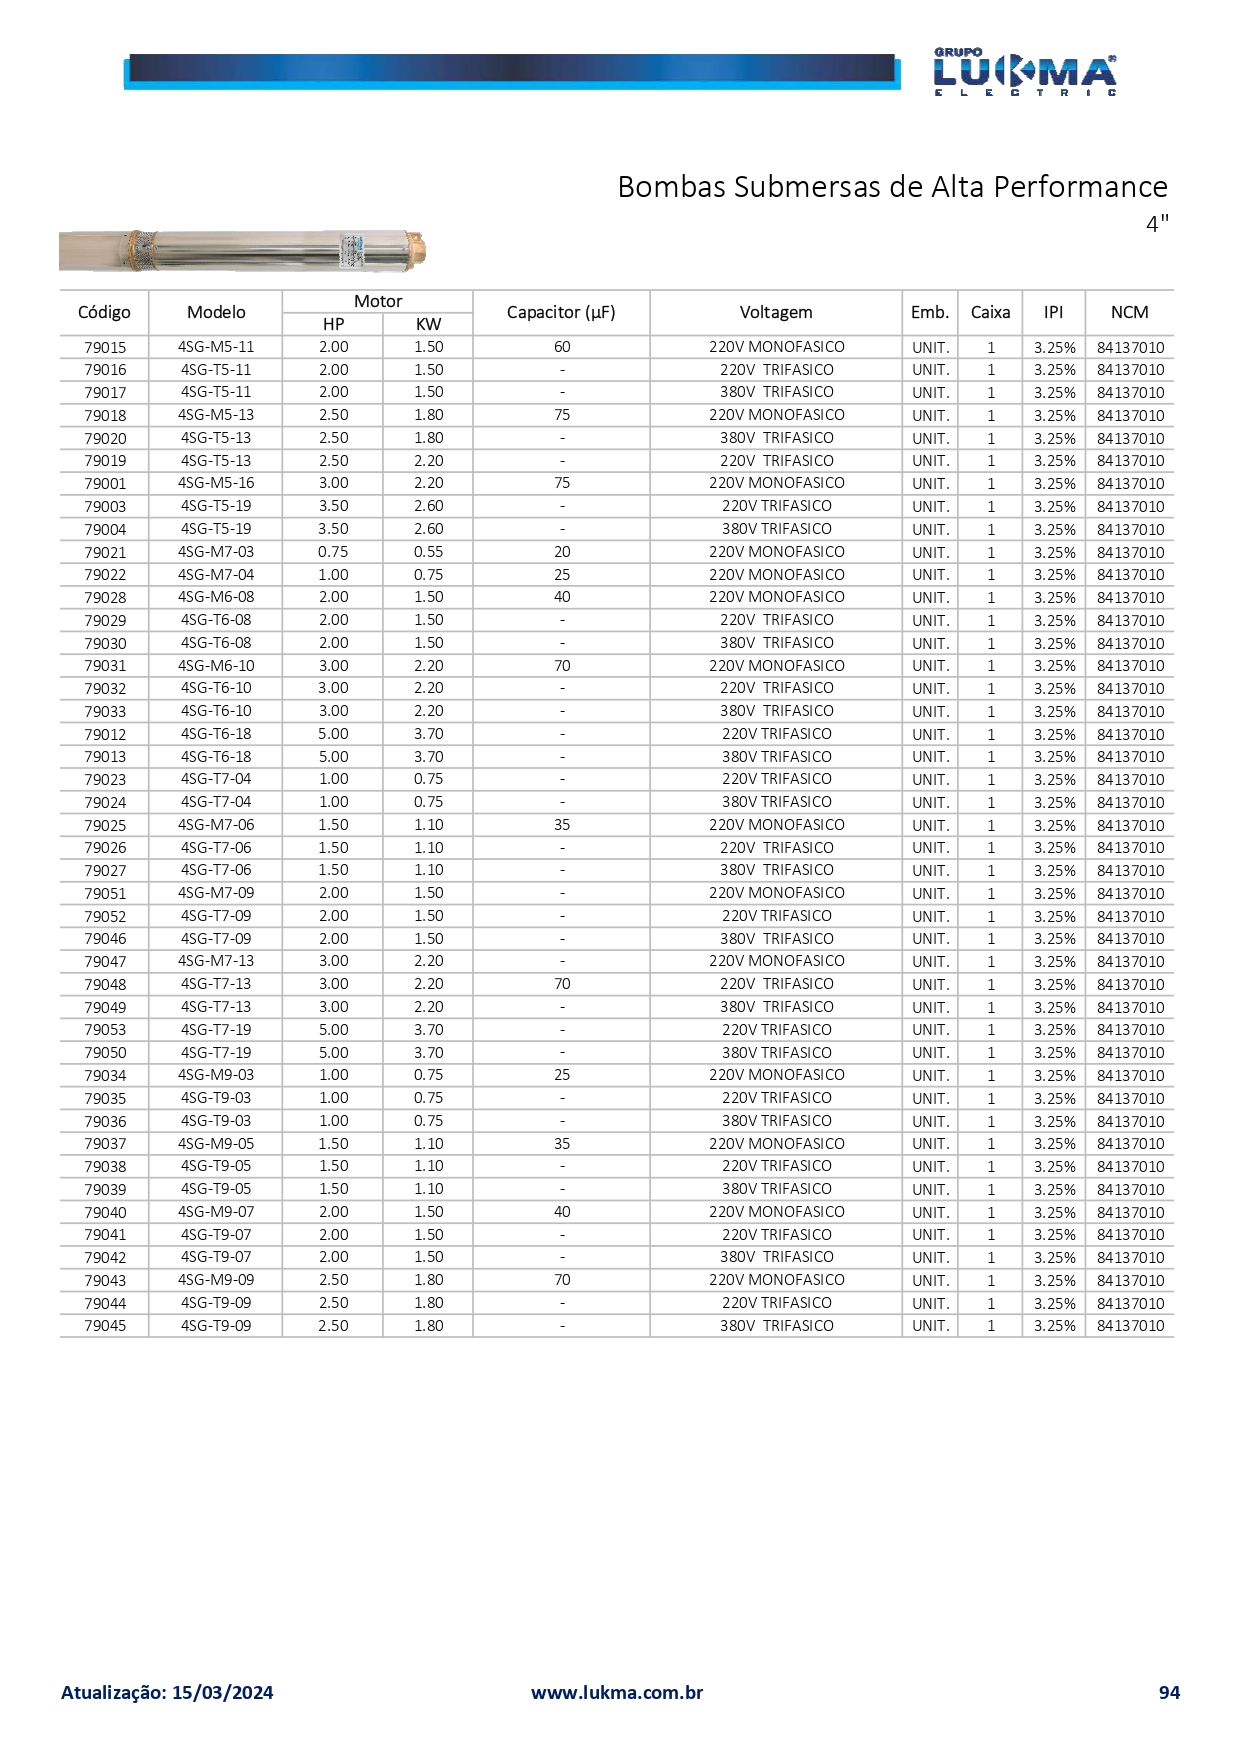 GRUPO
LUKMA®
ELECTRIC
Bombas Submersas de Alta Performance
4"
Código Modelo Motor Capacitor (µF) Voltagem Emb. Caixa IPI NCM
HP KW
79015 4SG-M5-11 2.00 1.50 60 220V MONOFASICO UNIT. 1 3.25% 84137010
79016 4SG-T5-11 2.00 1.50 - 220V TRIFASICO UNIT. 1 3.25% 84137010
79017 4SG-T5-11 2.00 1.50 - 380V TRIFASICO UNIT. 1 3.25% 84137010
79018 4SG-M5-13 2.50 1.80 75 220V MONOFASICO UNIT. 1 3.25% 84137010
79020 4SG-T5-13 2.50 1.80 - 380V TRIFASICO UNIT. 1 3.25% 84137010
79019 4SG-T5-13 2.50 2.20 - 220V TRIFASICO UNIT. 1 3.25% 84137010
79001 4SG-M5-16 3.00 2.20 75 220V MONOFASICO UNIT. 1 3.25% 84137010
79003 4SG-T5-19 3.50 2.60 - 220V TRIFASICO UNIT. 1 3.25% 84137010
79004 4SG-T5-19 3.50 2.60 - 380V TRIFASICO UNIT. 1 3.25% 84137010
79021 4SG-M7-03 0.75 0.55 20 220V MONOFASICO UNIT. 1 3.25% 84137010
79022 4SG-M7-04 1.00 0.75 25 220V MONOFASICO UNIT. 1 3.25% 84137010
79028 4SG-M6-08 2.00 1.50 40 220V MONOFASICO UNIT. 1 3.25% 84137010
79029 4SG-T6-08 2.00 1.50 - 220V TRIFASICO UNIT. 1 3.25% 84137010
79030 4SG-T6-08 2.00 1.50 - 380V TRIFASICO UNIT. 1 3.25% 84137010
79031 4SG-M6-10 3.00 2.20 70 220V MONOFASICO UNIT. 1 3.25% 84137010
79032 4SG-T6-10 3.00 2.20 - 220V TRIFASICO UNIT. 1 3.25% 84137010
79033 4SG-T6-10 3.00 2.20 - 380V TRIFASICO UNIT. 1 3.25% 84137010
79012 4SG-T6-18 5.00 3.70 - 220V TRIFASICO UNIT. 1 3.25% 84137010
79013 4SG-T6-18 5.00 3.70 - 380V TRIFASICO UNIT. 1 3.25% 84137010
79023 4SG-T7-04 1.00 0.75 - 220V TRIFASICO UNIT. 1 3.25% 84137010
79024 4SG-T7-04 1.00 0.75 - 380V TRIFASICO UNIT. 1 3.25% 84137010
79025 4SG-M7-06 1.50 1.10 35 220V MONOFASICO UNIT. 1 3.25% 84137010
79026 4SG-T7-06 1.50 1.10 - 220V TRIFASICO UNIT. 1 3.25% 84137010
79027 4SG-T7-06 1.50 1.10 - 380V TRIFASICO UNIT. 1 3.25% 84137010
79051 4SG-M7-09 2.00 1.50 - 220V MONOFASICO UNIT. 1 3.25% 84137010
79052 4SG-T7-09 2.00 1.50 - 220V TRIFASICO UNIT. 1 3.25% 84137010
79046 4SG-T7-09 2.00 1.50 - 380V TRIFASICO UNIT. 1 3.25% 84137010
79047 4SG-M7-13 3.00 2.20 - 220V MONOFASICO UNIT. 1 3.25% 84137010
79048 4SG-T7-13 3.00 2.20 70 220V TRIFASICO UNIT. 1 3.25% 84137010
79049 4SG-T7-13 3.00 2.20 - 380V TRIFASICO UNIT. 1 3.25% 84137010
79053 4SG-T7-19 5.00 3.70 - 220V TRIFASICO UNIT. 1 3.25% 84137010
79050 4SG-T7-19 5.00 3.70 - 380V TRIFASICO UNIT. 1 3.25% 84137010
79034 4SG-M9-03 1.00 0.75 25 220V MONOFASICO UNIT. 1 3.25% 84137010
79035 4SG-T9-03 1.00 0.75 - 220V TRIFASICO UNIT. 1 3.25% 84137010
79036 4SG-T9-03 1.00 0.75 - 380V TRIFASICO UNIT. 1 3.25% 84137010
79037 4SG-M9-05 1.50 1.10 35 220V MONOFASICO UNIT. 1 3.25% 84137010
79038 4SG-T9-05 1.50 1.10 - 220V TRIFASICO UNIT. 1 3.25% 84137010
79039 4SG-T9-05 1.50 1.10 - 380V TRIFASICO UNIT. 1 3.25% 84137010
79040 4SG-M9-07 2.00 1.50 40 220V MONOFASICO UNIT. 1 3.25% 84137010
79041 4SG-T9-07 2.00 1.50 - 220V TRIFASICO UNIT. 1 3.25% 84137010
79042 4SG-T9-07 2.00 1.50 - 380V TRIFASICO UNIT. 1 3.25% 84137010
79043 4SG-M9-09 2.50 1.80 70 220V MONOFASICO UNIT. 1 3.25% 84137010
79044 4SG-T9-09 2.50 1.80 - 220V TRIFASICO UNIT. 1 3.25% 84137010
79045 4SG-T9-09 2.50 1.80 - 380V TRIFASICO UNIT. 1 3.25% 84137010
Atualização: 15/03/2024 www.lukma.com.br 94